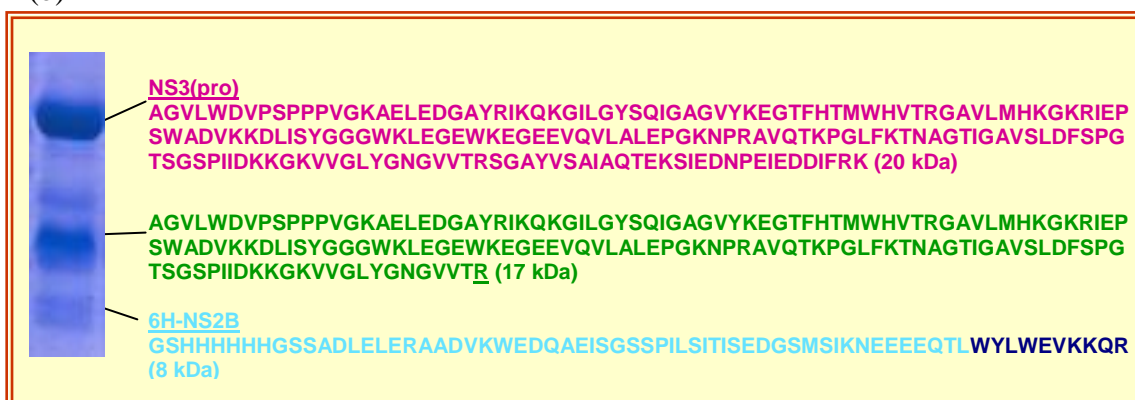 NS3(pro)
AGVLWDVPSPPPVGKAELEDGAYRIKQKGILGYSQIGAGVYKEGTFHTMWHVTRGAVLMHKGKRIEP
SWADVKKDLISYGGGWKLEGEWKEGEEVQVLALEPGKNPRAVQTKPGLFKTNAGTIGAVSLDFSPG
TSGSPIIDKKGKVVGLYGNGVVTRSGAYVSAIAQTEKSIEDNPEIEDDIFRK (20 kDa)
AGVLWDVPSPPPVGKAELEDGAYRIKQKGILGYSQIGAGVYKEGTFHTMWHVTRGAVLMHKGKRIEP
SWADVKKDLISYGGGWKLEGEWKEGEEVQVLALEPGKNPRAVQTKPGLFKTNAGTIGAVSLDFSPG
TSGSPIIDKKGKVVGLYGNGVVTR (17 kDa)
6H-NS2B
GSHHHHHHGSSADLELERAADVKWEDQAEISGSSPILSITISEDGSMSIKNEEEEQTLWYLWEVKKQR
(8 kDa)